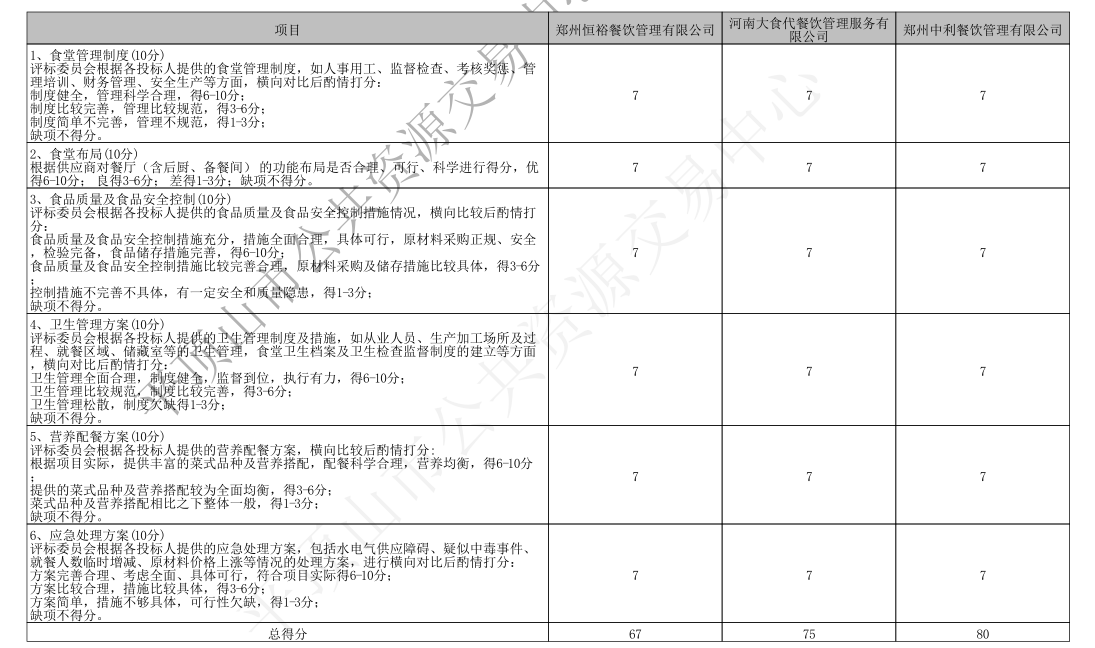 项目 郑州恒裕餐饮管理有限公司 河南大食代餐饮管理服务有限公司 郑州中利餐饮管理有限公司
1、食堂管理制度(10分)
评标委员会根据各投标人提供的食堂管理制度，如人事用工、监督检查、考核奖惩、管
理培训、财务管理、安全生产等方面，横向对比后酌情打分：
制度健全，管理科学合理，得6-10分；
制度比较完善，管理比较规范，得3-6分；
制度简单不完善，管理不规范，得1-3分；
缺项不得分。
7 7 7
2、食堂布局(10分)
根据供应商对餐厅（含后厨、备餐间） 的功能布局是否合理、可行、科学进行得分，优
得6-10分； 良得3-6分； 差得1-3分；缺项不得分。
7 7 7
3、食品质量及食品安全控制(10分)
评标委员会根据各投标人提供的食品质量及食品安全控制措施情况，横向比较后酌情打
分：
食品质量及食品安全控制措施充分，措施全面合理，具体可行，原材料采购正规、安全
，检验完备，食品储存措施完善，得6-10分；
食品质量及食品安全控制措施比较完善合理，原材料采购及储存措施比较具体，得3-6分
；
控制措施不完善不具体，有一定安全和质量隐患，得1-3分；
缺项不得分。
7 7 7
4、卫生管理方案(10分)
评标委员会根据各投标人提供的卫生管理制度及措施，如从业人员、生产加工场所及过
程、就餐区域、储藏室等的卫生管理，食堂卫生档案及卫生检查监督制度的建立等方面
，横向对比后酌情打分：
卫生管理全面合理，制度健全，监督到位，执行有力，得6-10分；
卫生管理比较规范，制度比较完善，得3-6分；
卫生管理松散，制度欠缺得1-3分；
缺项不得分。
7 7 7
5、营养配餐方案(10分)
评标委员会根据各投标人提供的营养配餐方案，横向比较后酌情打分:
根据项目实际，提供丰富的菜式品种及营养搭配，配餐科学合理，营养均衡，得6-10分
；
提供的菜式品种及营养搭配较为全面均衡，得3-6分；
菜式品种及营养搭配相比之下整体一般，得1-3分；
缺项不得分。
7 7 7
6、应急处理方案(10分)
评标委员会根据各投标人提供的应急处理方案，包括水电气供应障碍、疑似中毒事件、
就餐人数临时增减、原材料价格上涨等情况的处理方案，进行横向对比后酌情打分：
方案完善合理、考虑全面、具体可行，符合项目实际得6-10分；
方案比较合理，措施比较具体，得3-6分；
方案简单，措施不够具体，可行性欠缺，得1-3分；
缺项不得分。
7 7 7
总得分 67 75 80
平顶山市公共资源交易中心
平顶山市公共资源交易中心